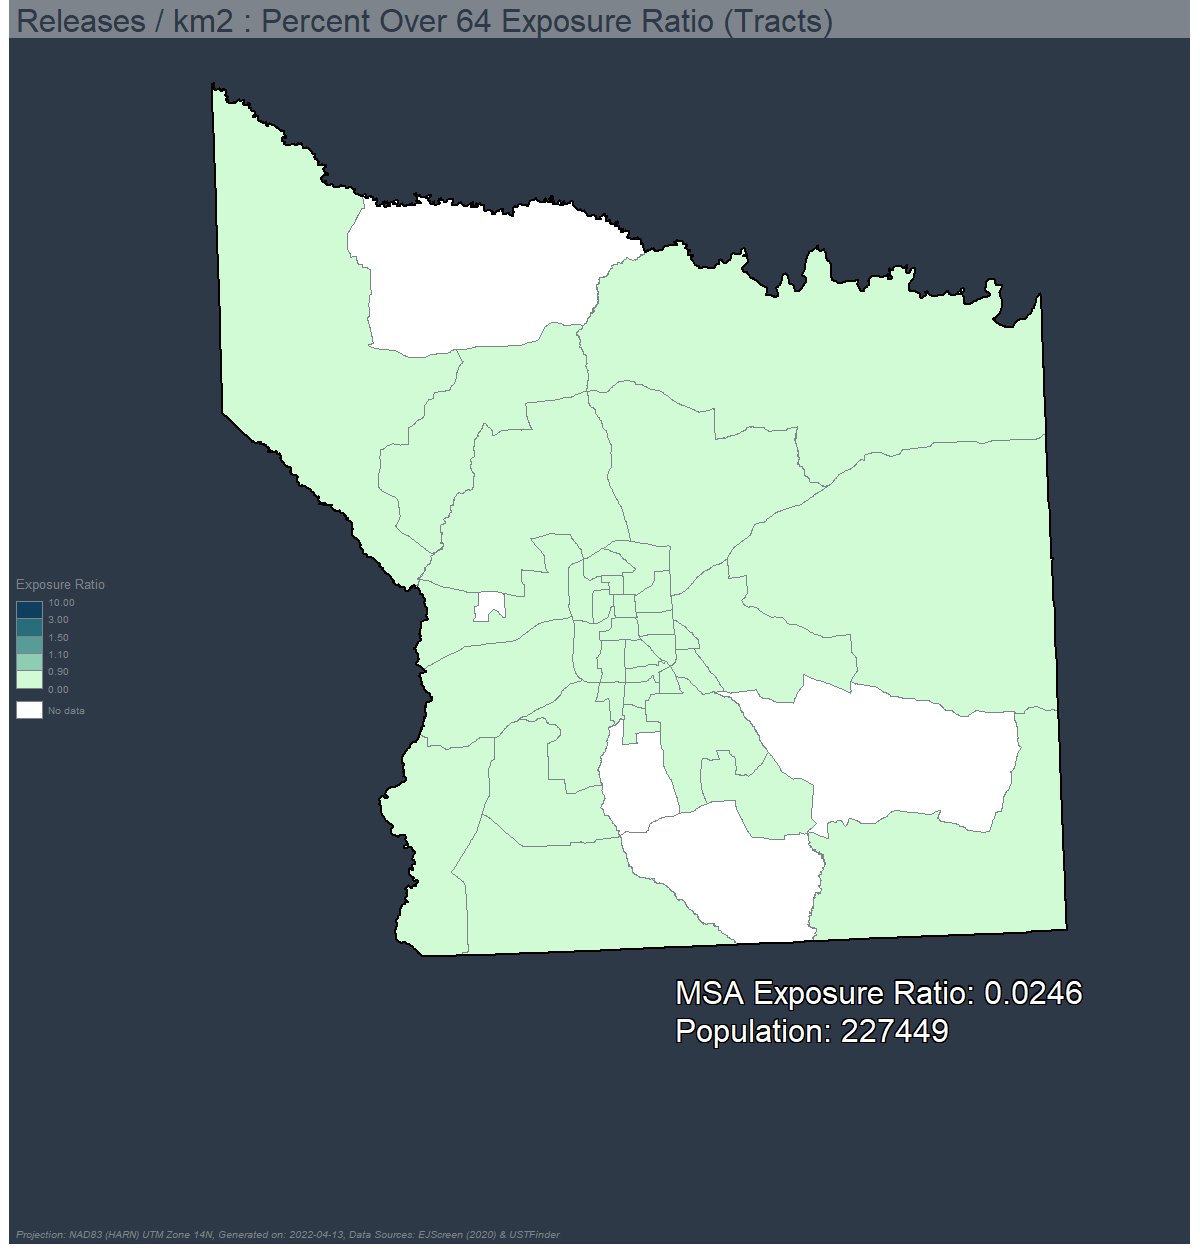 Releases / km2 : Percent Over 64 Exposure Ratio (Tracts)
Exposure Ratio
10.00
3.00
1.50
1.10
0.90
0.00
No data
MSA Exposure Ratio: 0.0246
Population: 227449
Projection: NAD83 (HARN) UTM Zone 14N, Generated on: 2022-04-13, Data Sources: EJScreen (2020) & USTFinder